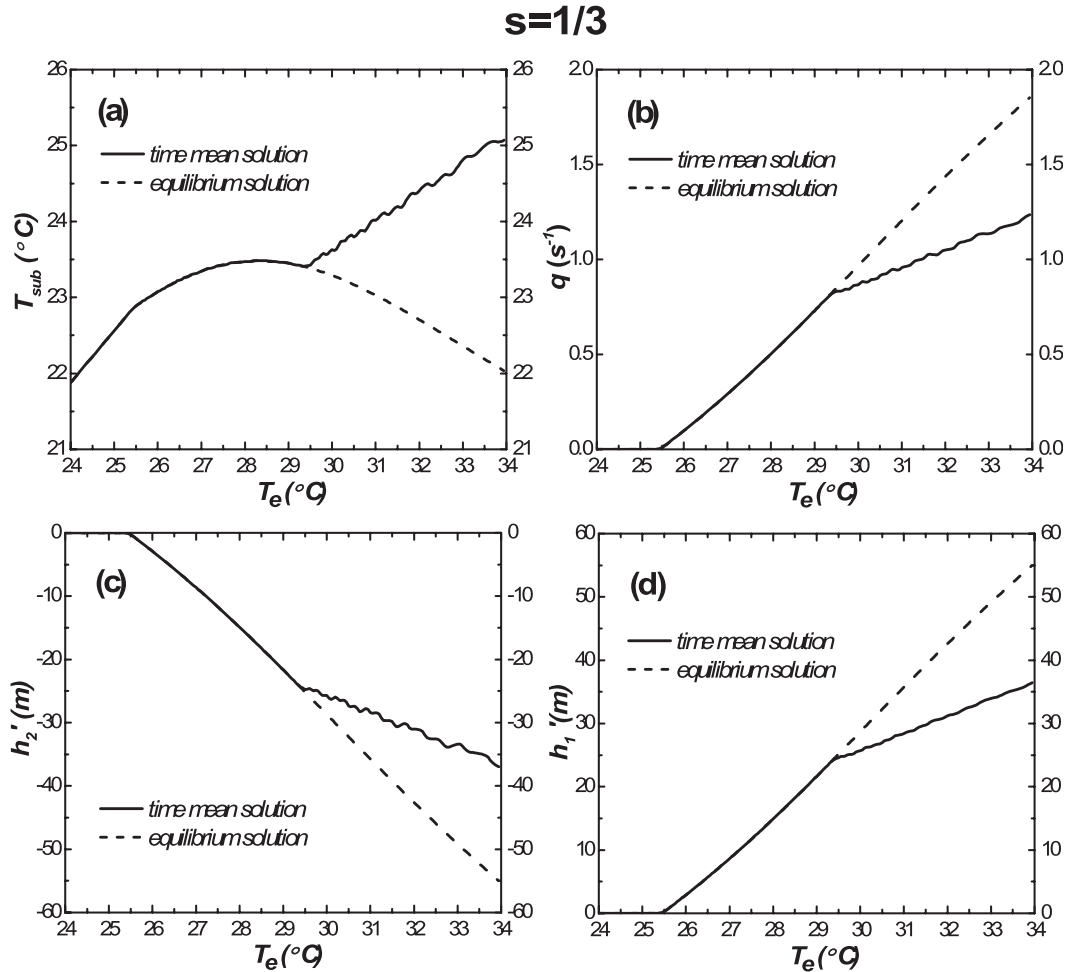 s=1/3
(a)
time mean solution
equilibrium solution
26
25
24
23
22
21
26
25
24
23
22
21
24 25 26 27 28 29 30 31 32 33 34
T_sub (°C)
T_e (°C)
(b)
time mean solution
equilibrium solution
2.0
1.5
1.0
0.5
0.0
2.0
1.5
1.0
0.5
0.0
24 25 26 27 28 29 30 31 32 33 34
q (s⁻¹)
T_e (°C)
(c)
time mean solution
equilibrium solution
0
-10
-20
-30
-40
-50
-60
0
-10
-20
-30
-40
-50
-60
24 25 26 27 28 29 30 31 32 33 34
h_2' (m)
T_e (°C)
(d)
time mean solution
equilibrium solution
60
50
40
30
20
10
0
60
50
40
30
20
10
0
24 25 26 27 28 29 30 31 32 33 34
h_1' (m)
T_e (°C)